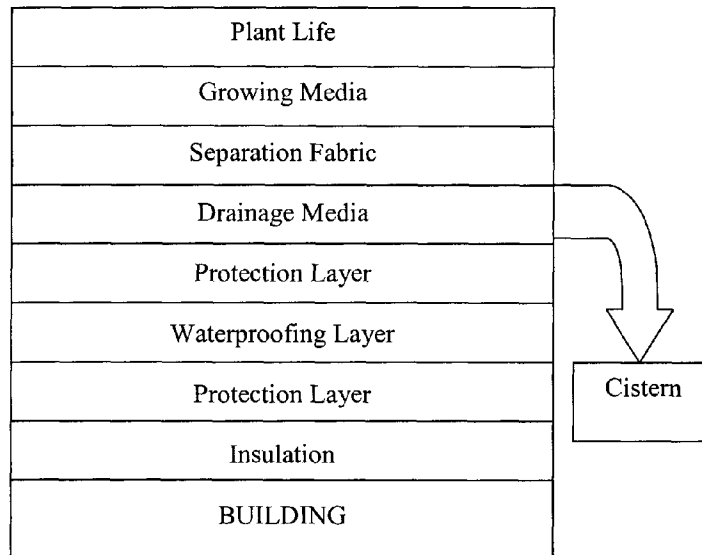 Plant Life
Growing Media
Separation Fabric
Drainage Media
Protection Layer
Waterproofing Layer
Protection Layer
Cistern
Insulation
BUILDING